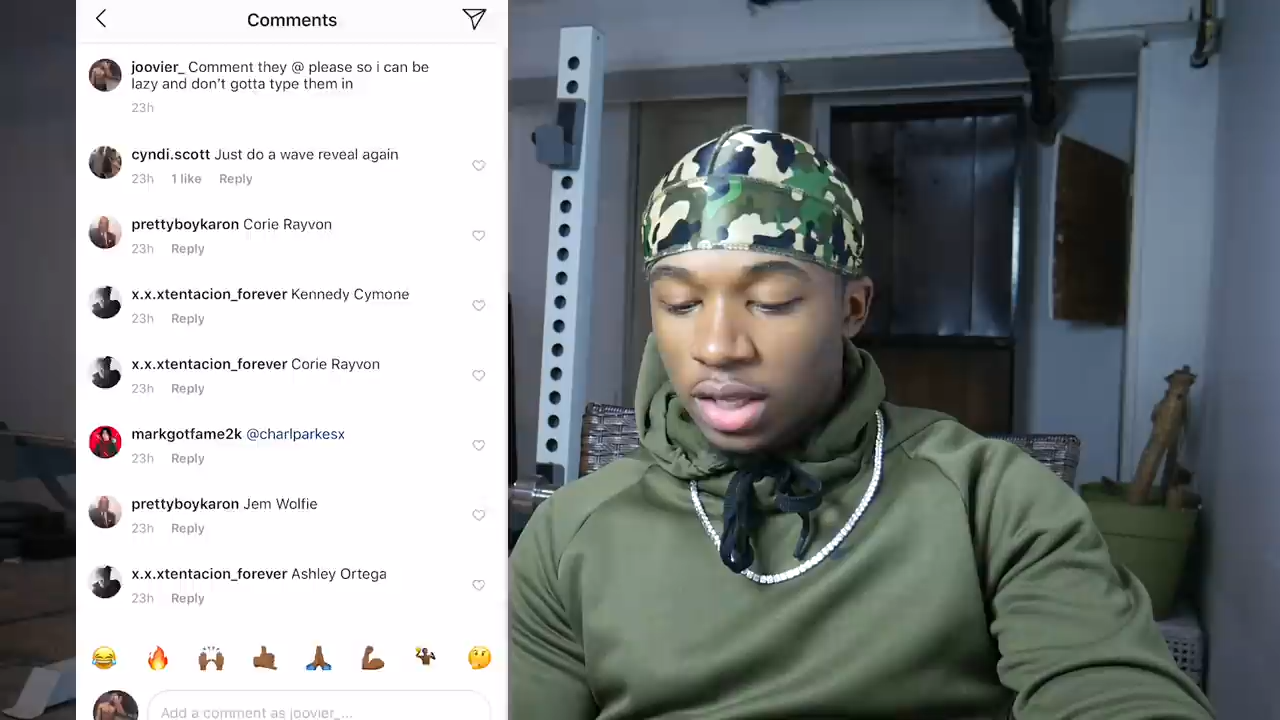 Comments
joovier_ Comment they @ please so i can be
lazy and don't gotta type them in
23h
cyndi.scott Just do a wave reveal again
23h 1 like Reply
prettyboykaron Corie Rayvon
23h Reply
x.x.xtentacion_forever Kennedy Cymone
23h Reply
x.x.xtentacion_forever Corie Rayvon
23h Reply
markgotfame2k @charlparkesx
23h Reply
prettyboykaron Jem Wolfie
23h Reply
x.x.xtentacion_forever Ashley Ortega
23h Reply
Add a comment as joovier_...